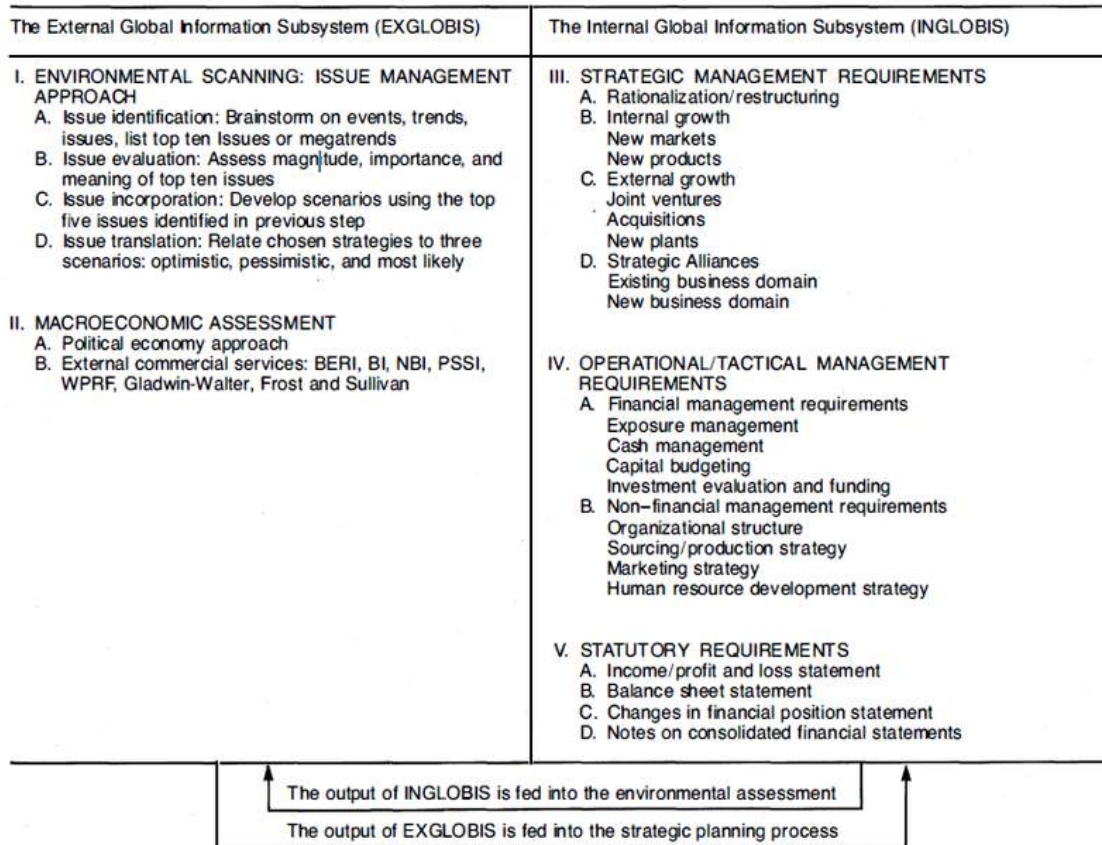 The External Global Information Subsystem (EXGLOBIS)
I. ENVIRONMENTAL SCANNING: ISSUE MANAGEMENT
APPROACH
A. Issue identification: Brainstorm on events, trends,
issues, list top ten Issues or megatrends
B. Issue evaluation: Assess magnitude, importance, and
meaning of top ten issues
C. Issue incorporation: Develop scenarios using the top
five issues identified in previous step
D. Issue translation: Relate chosen strategies to three
scenarios: optimistic, pessimistic, and most likely
II. MACROECONOMIC ASSESSMENT
A. Political economy approach
B. External commercial services: BERI, BI, NBI, PSSI,
WPRF, Gladwin-Walter, Frost and Sullivan
The Internal Global Information Subsystem (INGLOBIS)
III. STRATEGIC MANAGEMENT REQUIREMENTS
A. Rationalization/restructuring
B. Internal growth
New markets
New products
C. External growth
Joint ventures
Acquisitions
New plants
D. Strategic Alliances
Existing business domain
New business domain
IV. OPERATIONAL/TACTICAL MANAGEMENT
REQUIREMENTS
A. Financial management requirements
Exposure management
Cash management
Capital budgeting
Investment evaluation and funding
B. Non-financial management requirements
Organizational structure
Sourcing/production strategy
Marketing strategy
Human resource development strategy
V. STATUTORY REQUIREMENTS
A. Income/profit and loss statement
B. Balance sheet statement
C. Changes in financial position statement
D. Notes on consolidated financial statements
The output of INGLOBIS is fed into the environmental assessment
The output of EXGLOBIS is fed into the strategic planning process